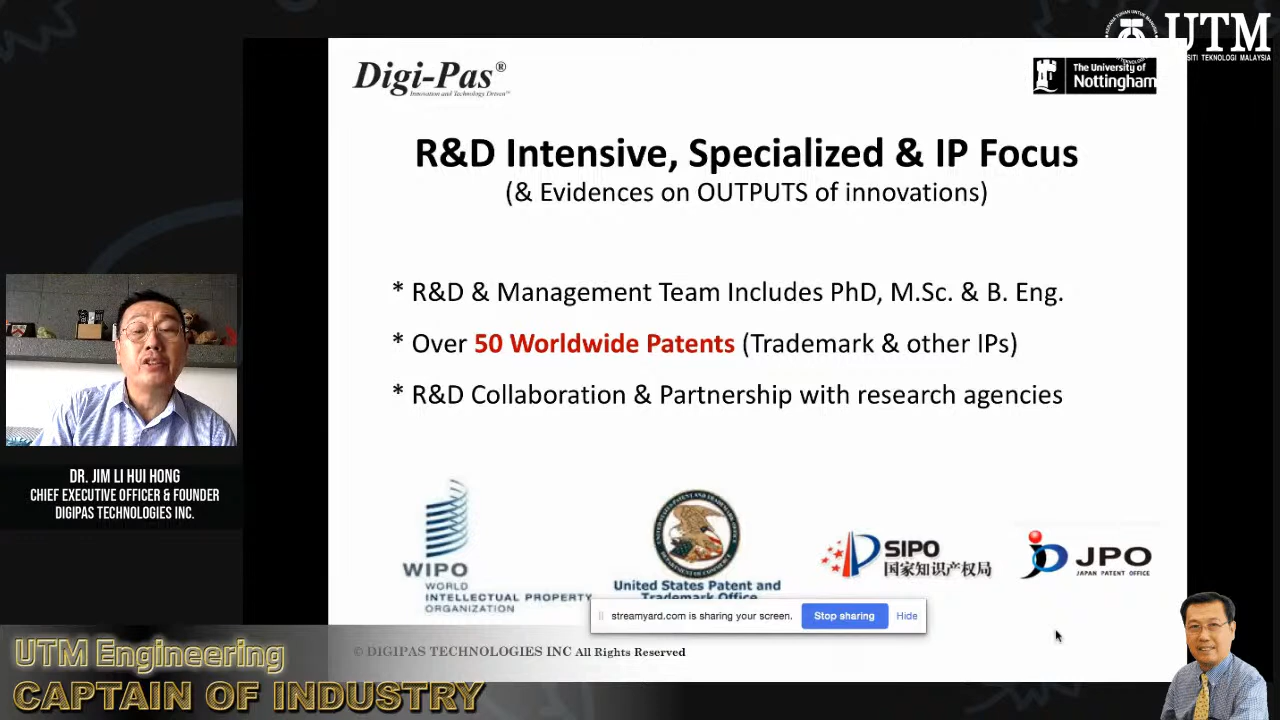 UTM
SITI TEKNOLOGI MALAYSIA
Digi-Pas®
Innovation and Technology Driven
The University of
Nottingham
R&D Intensive, Specialized & IP Focus
(& Evidences on OUTPUTS of innovations)
* R&D & Management Team Includes PhD, M.Sc. & B. Eng.
* Over 50 Worldwide Patents (Trademark & other IPs)
* R&D Collaboration & Partnership with research agencies
DR. JIM LI HUI HONG
CHIEF EXECUTIVE OFFICER & FOUNDER
DIGIPAS TECHNOLOGIES INC.
WIPO
WORLD
INTELLECTUAL PROPERTY
ORGANIZATION
United States Patent and
Trademark Office
SIPO
国家知识产权局
JPO
JAPAN PATENT OFFICE
streamyard.com is sharing your screen.
Stop sharing
Hide
© DIGIPAS TECHNOLOGIES INC All Rights Reserved
UTM Engineering
CAPTAIN OF INDUSTRY